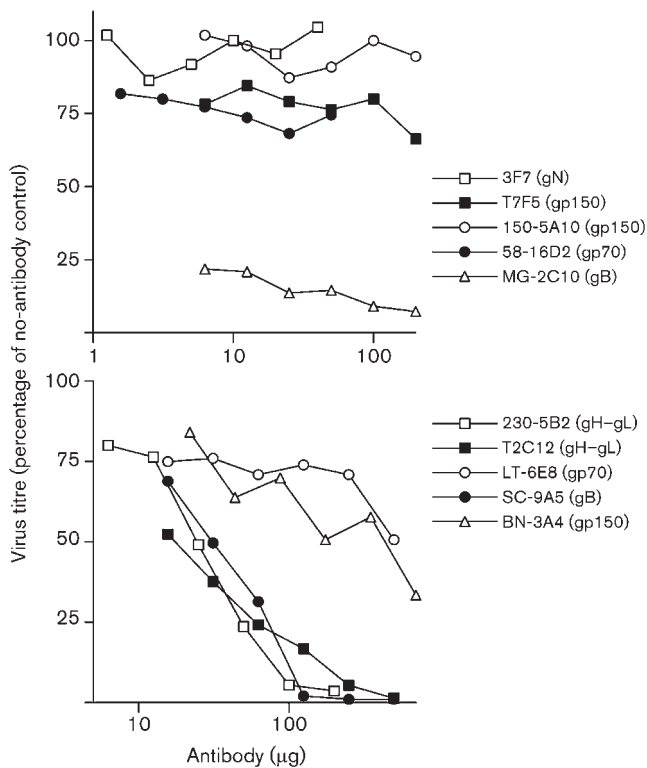 Virus titre (percentage of no-antibody control)
100
75
50
25
1
10
100
3F7 (gN)
T7F5 (gp150)
150-5A10 (gp150)
58-16D2 (gp70)
MG-2C10 (gB)
100
75
50
25
10
100
230-5B2 (gH–gL)
T2C12 (gH–gL)
LT-6E8 (gp70)
SC-9A5 (gB)
BN-3A4 (gp150)
Antibody (μg)